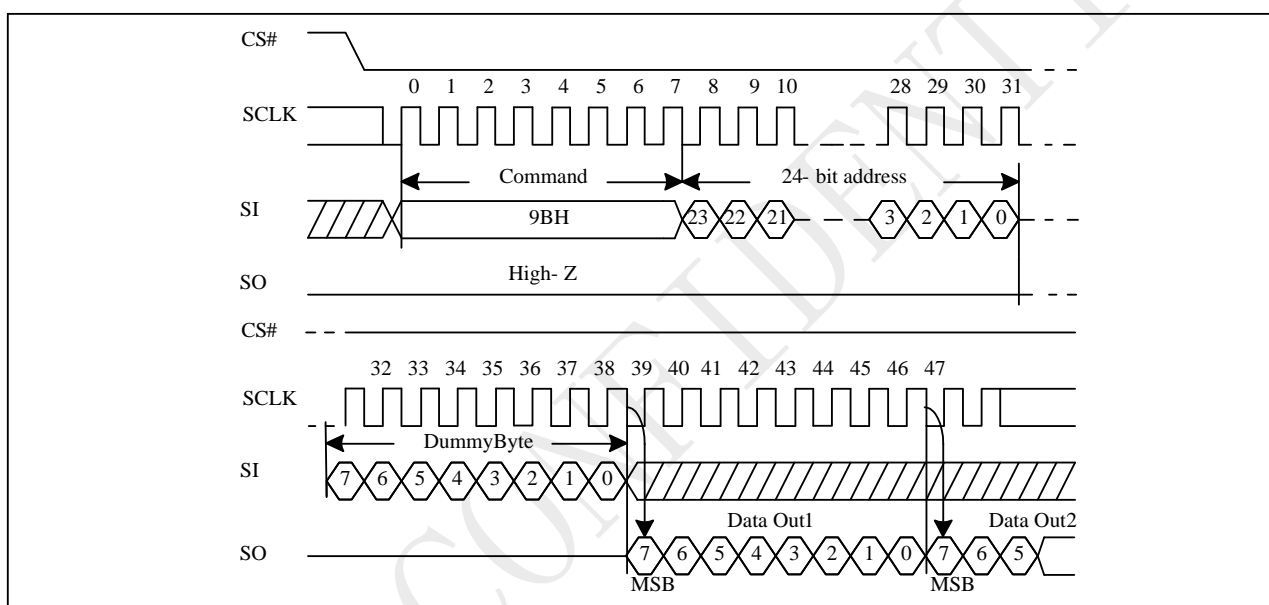 CS#
0 1 2 3 4 5 6 7 8 9 10 28 29 30 31
SCLK
Command 24- bit address
SI 9BH 23 22 21 3 2 1 0
High- Z
SO
CS#
32 33 34 35 36 37 38 39 40 41 42 43 44 45 46 47
SCLK
DummyByte
SI 7 6 5 4 3 2 1 0
Data Out1 Data Out2
SO 7 6 5 4 3 2 1 0 7 6 5
MSB MSB
CONFIDENT